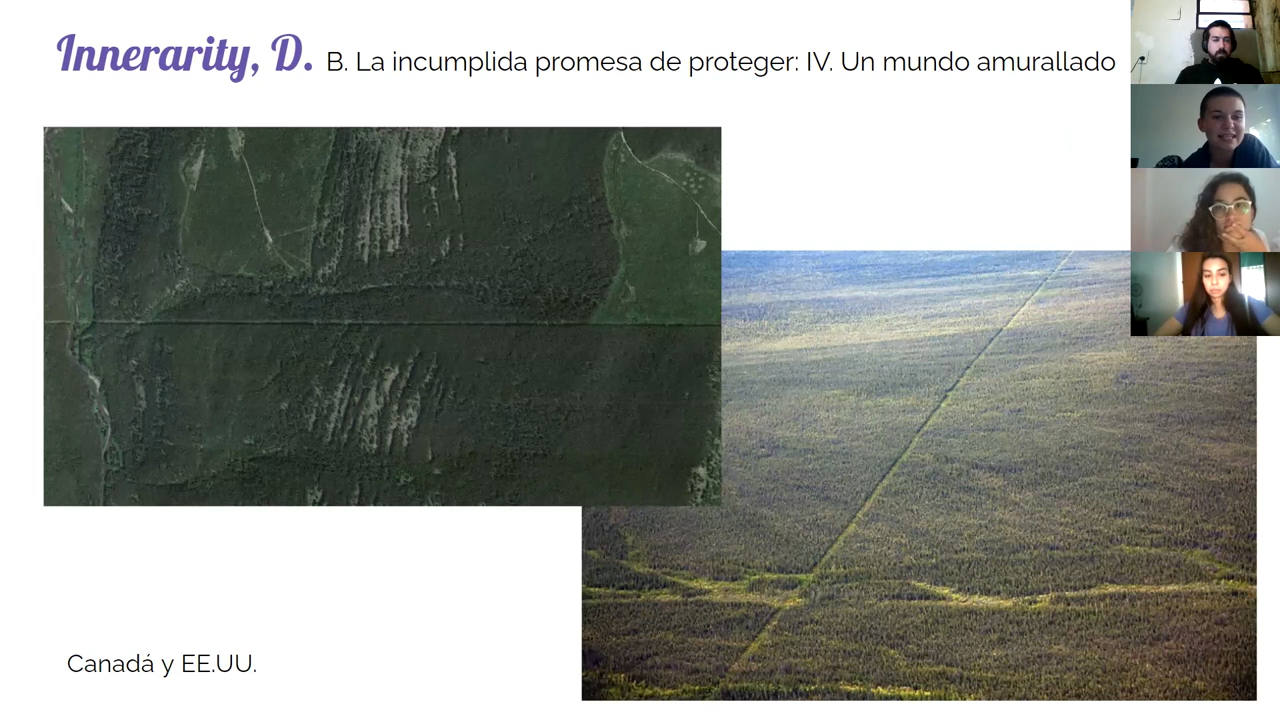 Innerarity, D. B. La incumplida promesa de proteger: IV. Un mundo amurallado
Canadá y EE.UU.